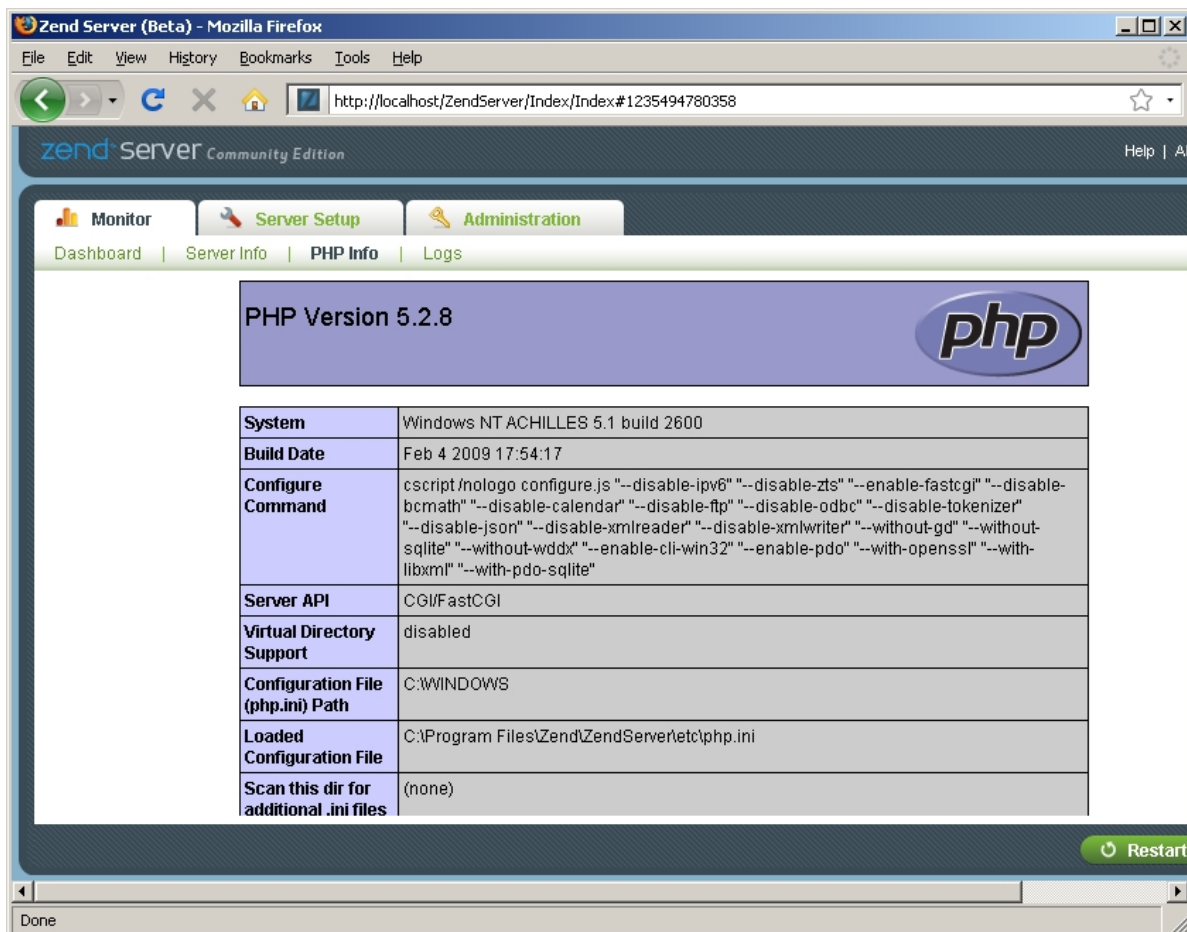 Zend Server (Beta) - Mozilla Firefox
File Edit View History Bookmarks Tools Help
http://localhost/ZendServer/Index/Index#1235494780358
zend server Community Edition
Help |
Monitor Server Setup Administration
Dashboard | Server Info | PHP Info | Logs
PHP Version 5.2.8
php
System Windows NT ACHILLES 5.1 build 2600
Build Date Feb 4 2009 17:54:17
Configure cscript /nologo configure.js "--disable-ipv6" "--disable-zts" "--enable-fastcgi" "--disable-
Command bcmath" "--disable-calendar" "--disable-ftp" "--disable-odbc" "--disable-tokenizer"
"--disable-json" "--disable-xmlreader" "--disable-xmlwriter" "--without-gd" "--without-
sqlite" "--without-wddx" "--enable-cli-win32" "--enable-pdo" "--with-openssl" "--with-
libxml" "--with-pdo-sqlite"
Server API CGI/FastCGI
Virtual Directory disabled
Support
Configuration File C:\WINDOWS
(php.ini) Path
Loaded C:\Program Files\Zend\ZendServer\etc\php.ini
Configuration File
Scan this dir for (none)
additional .ini files
Restart
Done